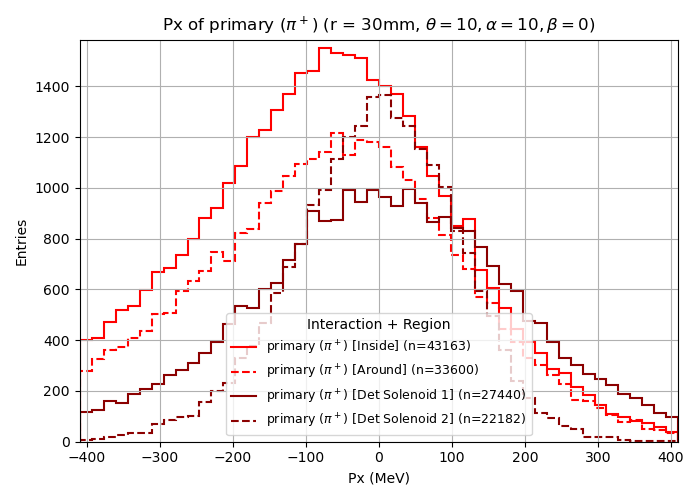 Px of primary (π⁺) (r = 30mm, θ = 10, α = 10, β = 0)
Entries
1400
1200
1000
800
600
400
200
0
Interaction + Region
primary (π⁺) [Inside] (n=43163)
primary (π⁺) [Around] (n=33600)
primary (π⁺) [Det Solenoid 1] (n=27440)
primary (π⁺) [Det Solenoid 2] (n=22182)
−400 −300 −200 −100 0 100 200 300 400
Px (MeV)